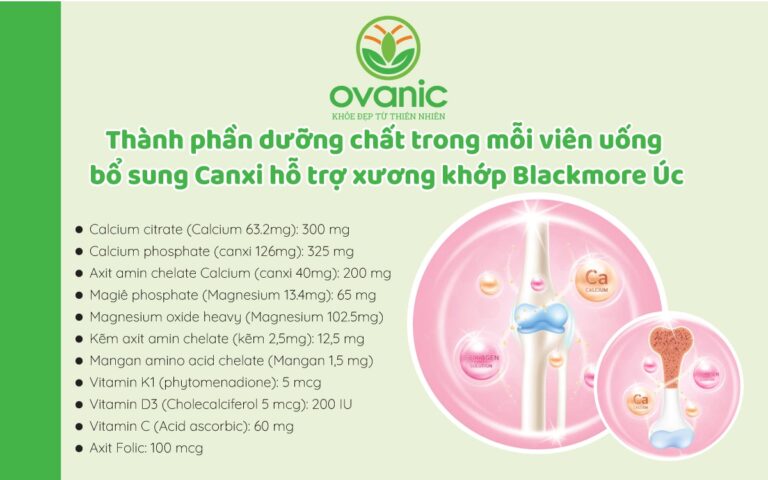 ovanic
KHỎE ĐẸP TỪ THIÊN NHIÊN
Thành phần dưỡng chất trong mỗi viên uống
bổ sung Canxi hỗ trợ xương khớp Blackmore Úc
Calcium citrate (Calcium 63.2mg): 300 mg
Calcium phosphate (canxi 126mg): 325 mg
Axit amin chelate Calcium (canxi 40mg): 200 mg
Magiê phosphate (Magnesium 13.4mg): 65 mg
Magnesium oxide heavy (Magnesium 102.5mg)
Kẽm axit amin chelate (kẽm 2,5mg): 12,5 mg
Mangan amino acid chelate (Mangan 1,5 mg)
Vitamin K1 (phytomenadione): 5 mcg
Vitamin D3 (Cholecalciferol 5 mcg): 200 IU
Vitamin C (Acid ascorbic): 60 mg
Axit Folic: 100 mcg
Ca
CALCIUM
SOLUTION
Ca
CALCIUM